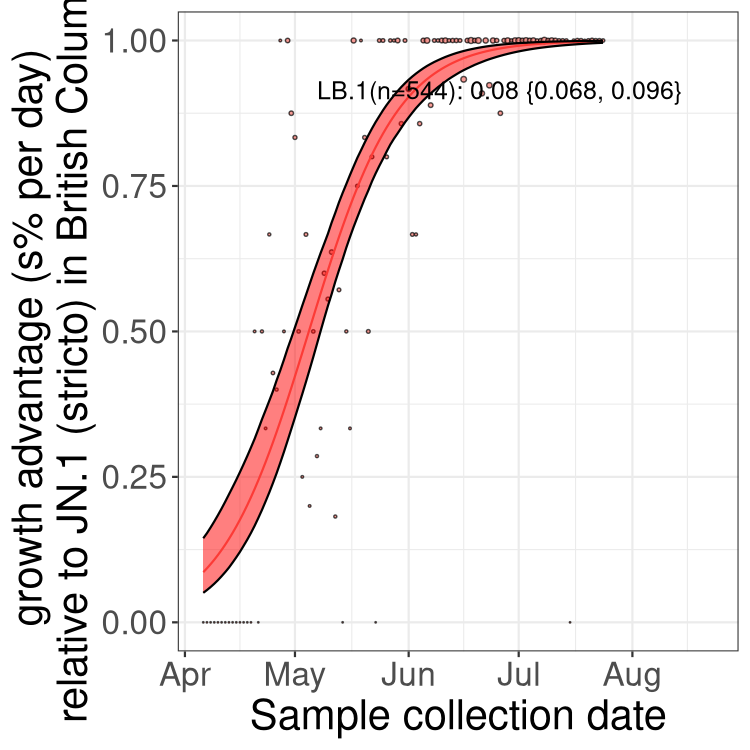 growth advantage (s% per day)
relative to JN.1 (stricto) in British Colum
1.00
0.75
0.50
0.25
0.00
LB.1(n=544): 0.08 {0.068, 0.096}
Apr May Jun Jul Aug
Sample collection date